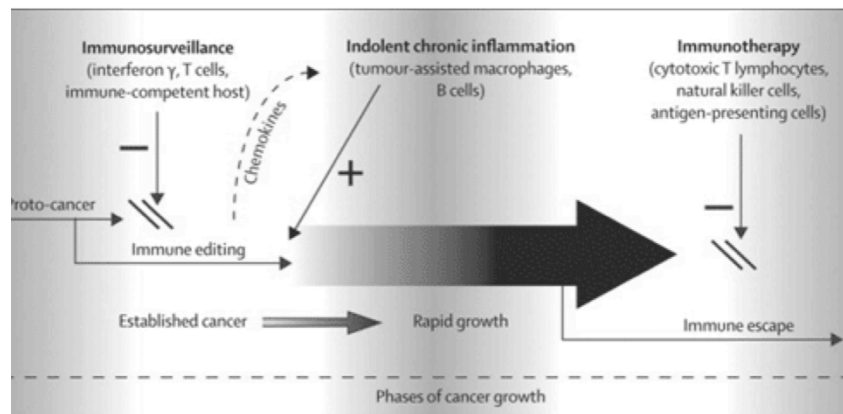 Immunosurveillance
(interferon γ, T cells,
immune-competent host)
Indolent chronic inflammation
(tumour-assisted macrophages,
B cells)
Immunotherapy
(cytotoxic T lymphocytes,
natural killer cells,
antigen-presenting cells)
Chemokines
−
+
−
Proto-cancer
Immune editing
Established cancer
Rapid growth
Immune escape
Phases of cancer growth